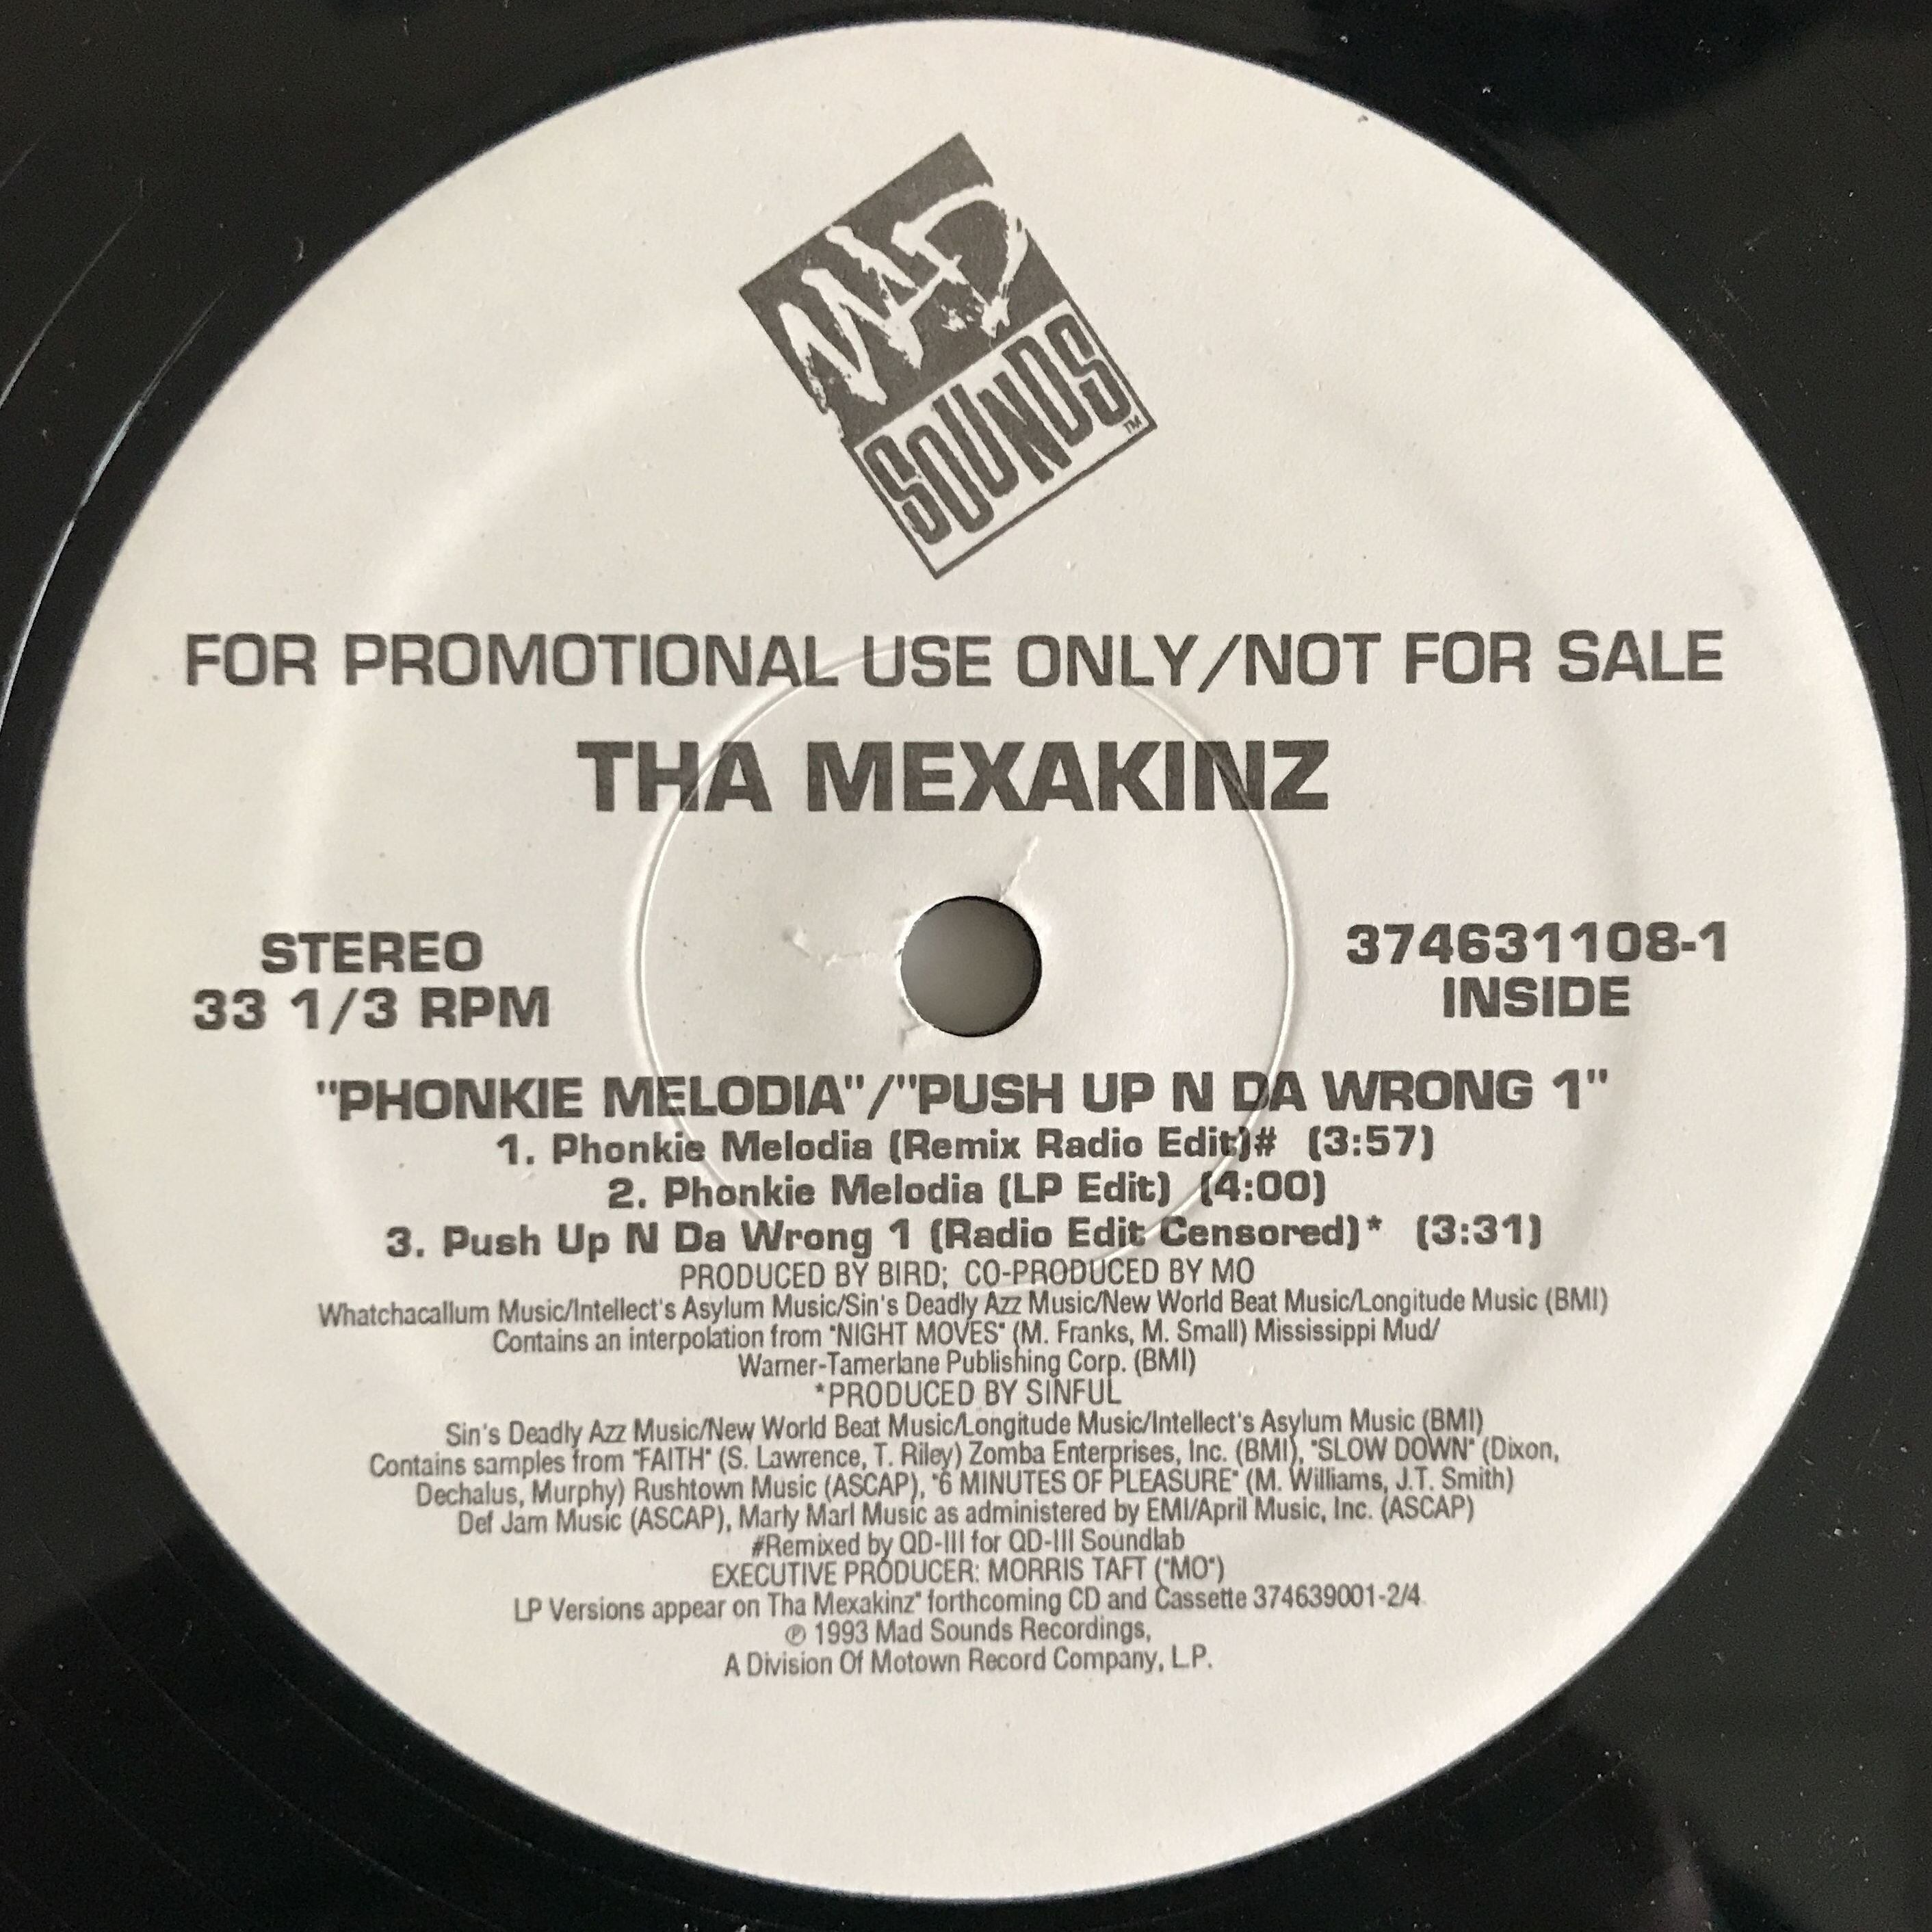 MAD
SOUNDS™
FOR PROMOTIONAL USE ONLY/NOT FOR SALE
THA MEXAKINZ
STEREO
33 1/3 RPM
374631108-1
INSIDE
"PHONKIE MELODIA"/"PUSH UP N DA WRONG 1"
1. Phonkie Melodia (Remix Radio Edit)# (3:57)
2. Phonkie Melodia (LP Edit) (4:00)
3. Push Up N Da Wrong 1 (Radio Edit Censored)* (3:31)
PRODUCED BY BIRD; CO-PRODUCED BY MO
Whatchacallum Music/Intellect's Asylum Music/Sin's Deadly Azz Music/New World Beat Music/Longitude Music (BMI)
Contains an interpolation from "NIGHT MOVES" (M. Franks, M. Small) Mississippi Mud/
Warner-Tamerlane Publishing Corp. (BMI)
*PRODUCED BY SINFUL
Sin's Deadly Azz Music/New World Beat Music/Longitude Music/Intellect's Asylum Music (BMI)
Contains samples from "FAITH" (S. Lawrence, T. Riley) Zomba Enterprises, Inc. (BMI), "SLOW DOWN" (Dixon,
Dechalus, Murphy) Rushtown Music (ASCAP), "6 MINUTES OF PLEASURE" (M. Williams, J.T. Smith)
Def Jam Music (ASCAP), Marly Marl Music as administered by EMI/April Music, Inc. (ASCAP)
#Remixed by QD-III for QD-III Soundlab
EXECUTIVE PRODUCER: MORRIS TAFT ("MO")
LP Versions appear on Tha Mexakinz" forthcoming CD and Cassette 374639001-2/4
℗ 1993 Mad Sounds Recordings,
A Division Of Motown Record Company, L.P.